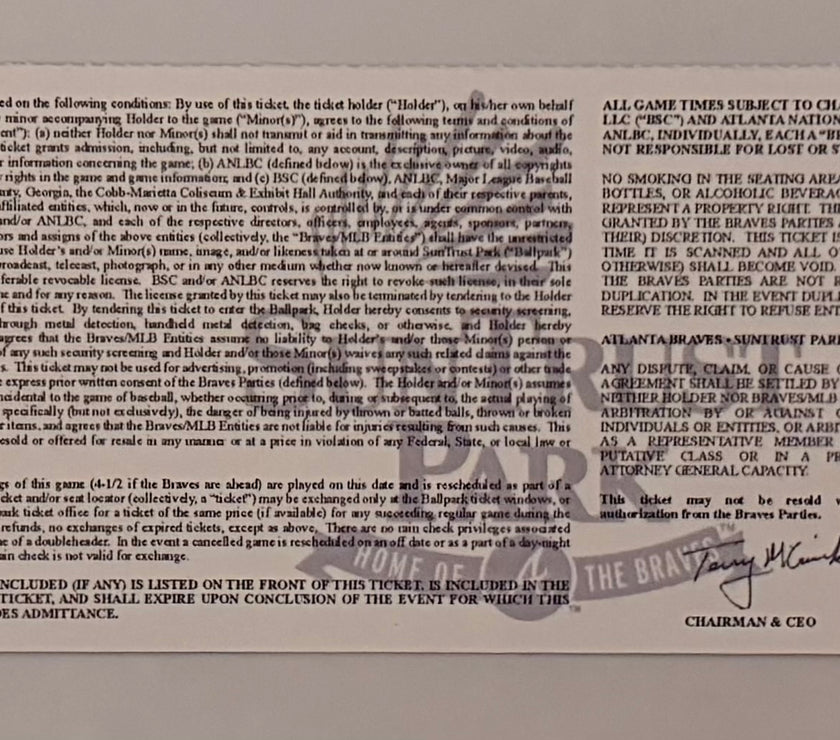 ed on the following conditions: By use of this ticket, the ticket holder ("Holder"), on his/her own behalf
minor accompanying Holder to the game ("Minor(s)"), agrees to the following terms and conditions of
ent"): (a) neither Holder nor Minor(s) shall not transmit or aid in transmitting any information about the
ticket grants admission, including, but not limited to, any account, description, picture, video, audio,
r information concerning the game; (b) ANLBC (defined below) is the exclusive owner of all copyrights
rights in the game and game information; and (c) BSC (defined below), ANLBC, Major League Baseball
unty, Georgia, the Cobb-Marietta Coliseum & Exhibit Hall Authority, and each of their respective parents,
ffiliated entities, which, now or in the future, controls, is controlled by, or is under common control with
and/or ANLBC, and each of the respective directors, officers, employees, agents, sponsors, partners,
ors and assigns of the above entities (collectively, the "Braves/MLB Entities") shall have the unrestricted
use Holder's and/or Minor(s) name, image, and/or likeness taken at or around SunTrust Park ("Ballpark")
broadcast, telecast, photograph, or in any other medium whether now known or hereafter devised. This
ferable revocable license. BSC and/or ANLBC reserves the right to revoke such license, in their sole
e and for any reason. The license granted by this ticket may also be terminated by tendering to the Holder
f this ticket. By tendering this ticket to enter the Ballpark, Holder hereby consents to security screening,
hrough metal detection, handheld metal detection, bag checks, or otherwise, and Holder hereby
agrees that the Braves/MLB Entities assume no liability to Holder's and/or those Minor(s) person or
f any such security screening and Holder and/or those Minor(s) waives any such related claims against the
s. This ticket may not be used for advertising, promotion (including sweepstakes or contests) or other trade
e express prior written consent of the Braves Parties (defined below). The Holder and/or Minor(s) assumes
ncidental to the game of baseball, whether occurring prior to, during or subsequent to, the actual playing of
specifically (but not exclusively), the danger of being injured by thrown or batted balls, thrown or broken
r items, and agrees that the Braves/MLB Entities are not liable for injuries resulting from such causes. This
esold or offered for resale in any manner or at a price in violation of any Federal, State, or local law or
gs of this game (4-1/2 if the Braves are ahead) are played on this date and is rescheduled as part of a
cket and/or seat locator (collectively, a "ticket") may be exchanged only at the Ballpark ticket windows, or
ark ticket office for a ticket of the same price (if available) for any succeeding regular game during the
refunds, no exchanges of expired tickets, except as above. There are no rain check privileges associated
e of a doubleheader. In the event a cancelled game is rescheduled on an off date or as a part of a day-night
ain check is not valid for exchange.
INCLUDED (IF ANY) IS LISTED ON THE FRONT OF THIS TICKET, IS INCLUDED IN THE
TICKET, AND SHALL EXPIRE UPON CONCLUSION OF THE EVENT FOR WHICH THIS
ES ADMITTANCE.
ALL GAME TIMES SUBJECT TO CHA
LLC ("BSC") AND ATLANTA NATION
ANLBC, INDIVIDUALLY, EACH A "B
NOT RESPONSIBLE FOR LOST OR ST
NO SMOKING IN THE SEATING AREA
BOTTLES, OR ALCOHOLIC BEVERAG
REPRESENT A PROPERTY RIGHT. TH
GRANTED BY THE BRAVES PARTIES
THEIR) DISCRETION. THIS TICKET IS
TIME IT IS SCANNED AND ALL O
OTHERWISE) SHALL BECOME VOID
THE BRAVES PARTIES ARE NOT R
DUPLICATION. IN THE EVENT DUPL
RESERVE THE RIGHT TO REFUSE ENT
ATLANTA BRAVES • SUNTRUST PAR
ANY DISPUTE, CLAIM, OR CAUSE
AGREEMENT SHALL BE SETTLED BY
NEITHER HOLDER NOR BRAVES/MLB
ARBITRATION BY OR AGAINST
INDIVIDUALS OR ENTITIES, OR ARBIT
AS A REPRESENTATIVE MEMBER
PUTATIVE CLASS OR IN A PR
ATTORNEY GENERAL CAPACITY.
This ticket may not be resold w
authorization from the Braves Parties.
Terry McGuirk
CHAIRMAN & CEO
TRUST
PARK
HOME OF THE BRAVES™